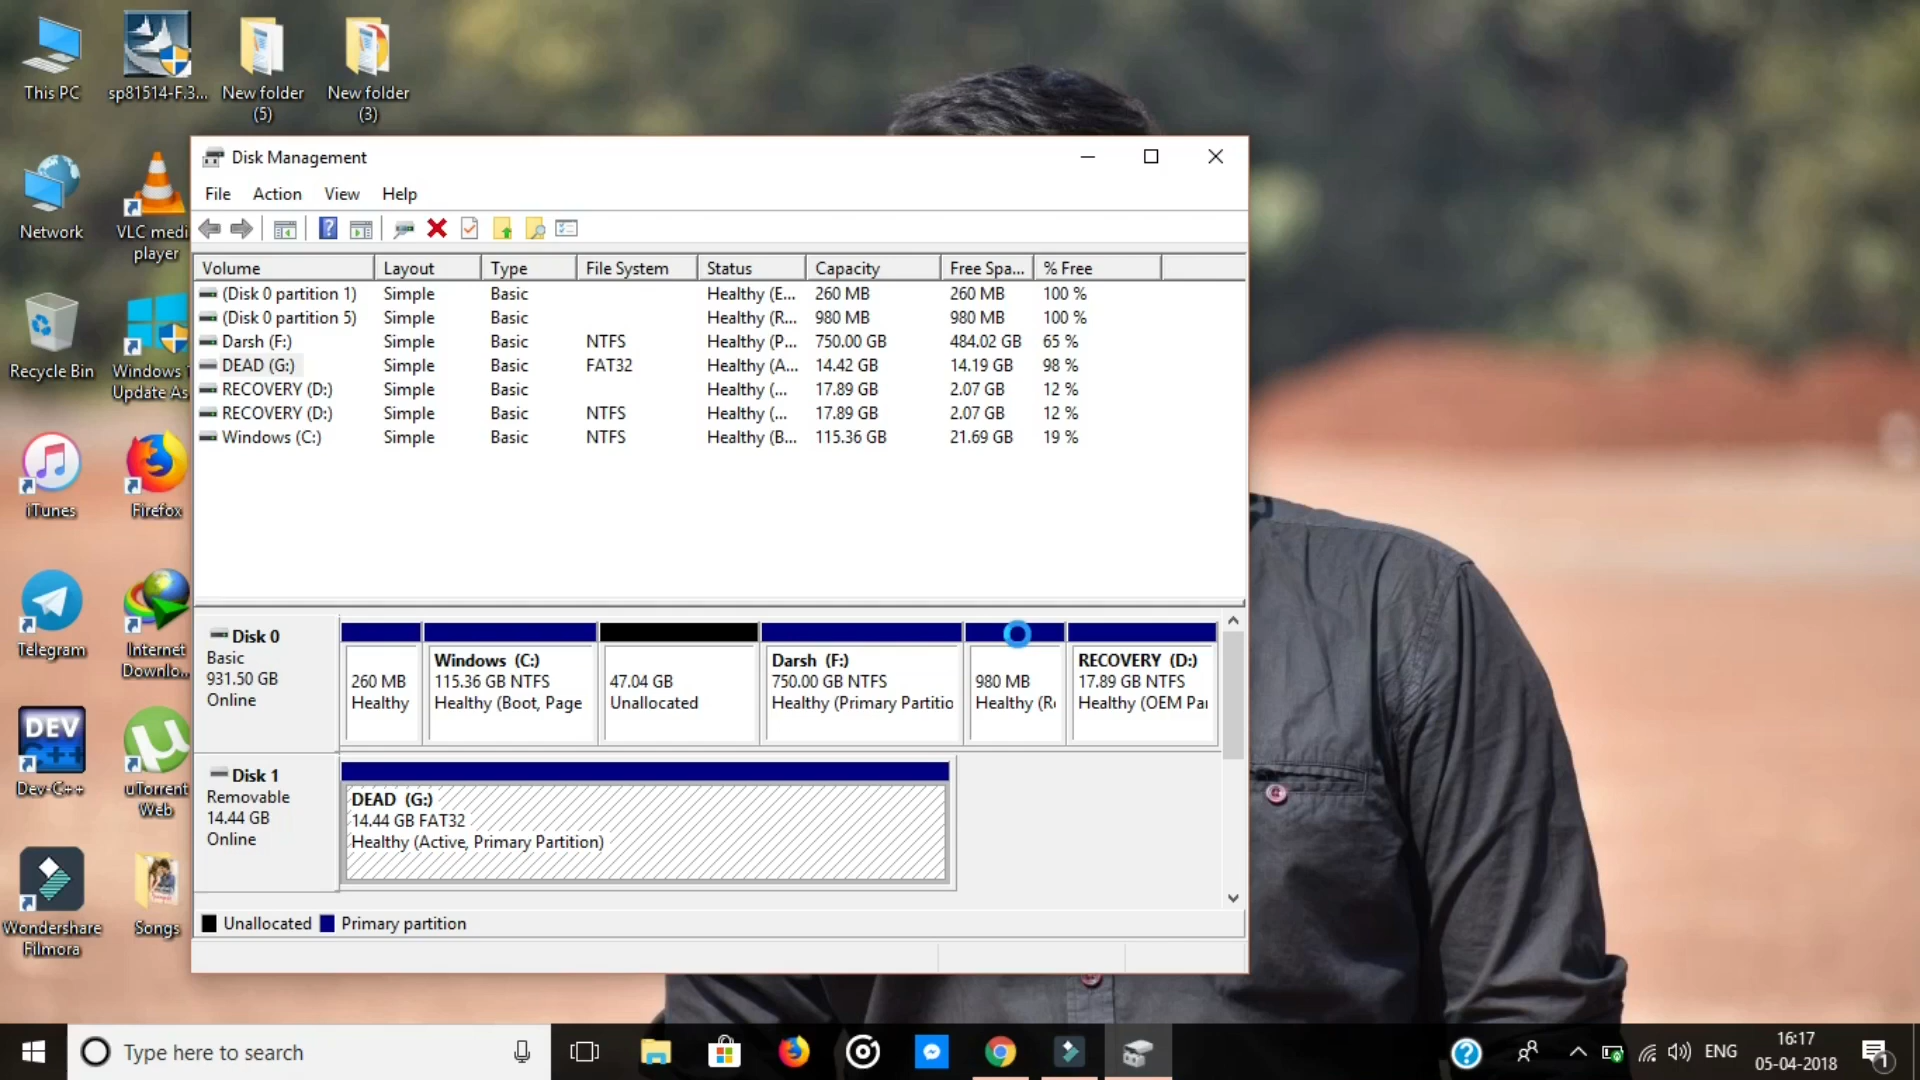 This PC
sp81514-F.3...
New folder
(5)
New folder
(3)
Network
VLC medi
player
Recycle Bin
Windows 1
Update As
iTunes
Firefox
Telegram
Internet
Downlo...
DEV
C++
Dev-C++
uTorrent
Web
Wondershare
Filmora
Songs
Disk Management
File Action View Help
Volume Layout Type File System Status Capacity Free Spa... % Free
(Disk 0 partition 1) Simple Basic Healthy (E... 260 MB 260 MB 100 %
(Disk 0 partition 5) Simple Basic Healthy (R... 980 MB 980 MB 100 %
Darsh (F:) Simple Basic NTFS Healthy (P... 750.00 GB 484.02 GB 65 %
DEAD (G:) Simple Basic FAT32 Healthy (A... 14.42 GB 14.19 GB 98 %
RECOVERY (D:) Simple Basic Healthy (... 17.89 GB 2.07 GB 12 %
RECOVERY (D:) Simple Basic NTFS Healthy (... 17.89 GB 2.07 GB 12 %
Windows (C:) Simple Basic NTFS Healthy (B... 115.36 GB 21.69 GB 19 %
Disk 0
Basic
931.50 GB
Online
260 MB
Healthy
Windows (C:)
115.36 GB NTFS
Healthy (Boot, Page
47.04 GB
Unallocated
Darsh (F:)
750.00 GB NTFS
Healthy (Primary Partitio
980 MB
Healthy (R
RECOVERY (D:)
17.89 GB NTFS
Healthy (OEM Par
Disk 1
Removable
14.44 GB
Online
DEAD (G:)
14.44 GB FAT32
Healthy (Active, Primary Partition)
Unallocated Primary partition
Type here to search
ENG
16:17
05-04-2018
1